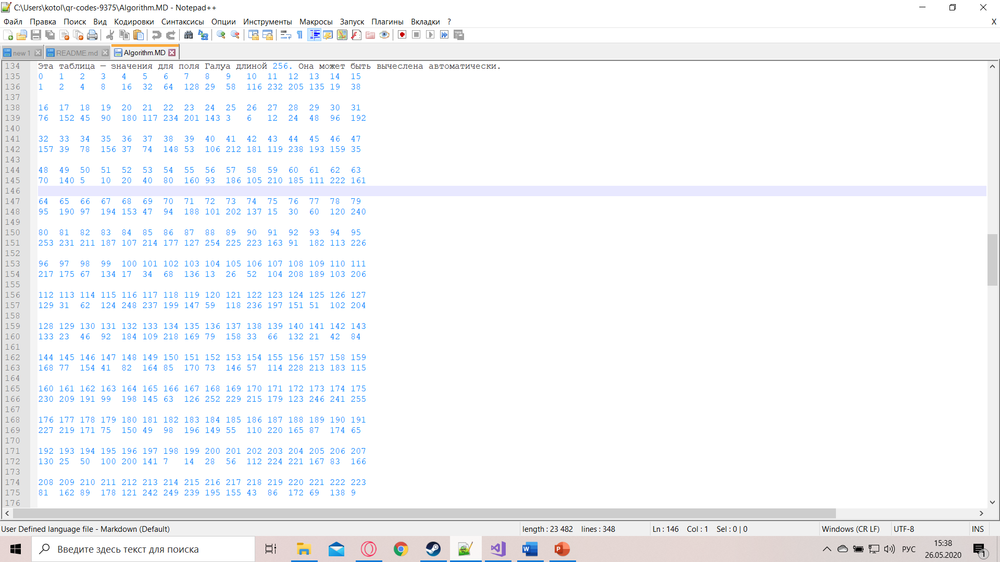 C:\Users\kotol\qr-codes-9375\Algorithm.MD - Notepad++
Файл Правка Поиск Вид Кодировки Синтаксисы Опции Инструменты Макросы Запуск Плагины Вкладки ? X
new 1 README.md Algorithm.MD
134 Эта таблица — значения для поля Галуа длиной 256. Она может быть вычеслена автоматически.
135 0 1 2 3 4 5 6 7 8 9 10 11 12 13 14 15
136 1 2 4 8 16 32 64 128 29 58 116 232 205 135 19 38
137
138 16 17 18 19 20 21 22 23 24 25 26 27 28 29 30 31
139 76 152 45 90 180 117 234 201 143 3 6 12 24 48 96 192
140
141 32 33 34 35 36 37 38 39 40 41 42 43 44 45 46 47
142 157 39 78 156 37 74 148 53 106 212 181 119 238 193 159 35
143
144 48 49 50 51 52 53 54 55 56 57 58 59 60 61 62 63
145 70 140 5 10 20 40 80 160 93 186 105 210 185 111 222 161
146
147 64 65 66 67 68 69 70 71 72 73 74 75 76 77 78 79
148 95 190 97 194 153 47 94 188 101 202 137 15 30 60 120 240
149
150 80 81 82 83 84 85 86 87 88 89 90 91 92 93 94 95
151 253 231 211 187 107 214 177 127 254 225 223 163 91 182 113 226
152
153 96 97 98 99 100 101 102 103 104 105 106 107 108 109 110 111
154 217 175 67 134 17 34 68 136 13 26 52 104 208 189 103 206
155
156 112 113 114 115 116 117 118 119 120 121 122 123 124 125 126 127
157 129 31 62 124 248 237 199 147 59 118 236 197 151 51 102 204
158
159 128 129 130 131 132 133 134 135 136 137 138 139 140 141 142 143
160 133 23 46 92 184 109 218 169 79 158 33 66 132 21 42 84
161
162 144 145 146 147 148 149 150 151 152 153 154 155 156 157 158 159
163 168 77 154 41 82 164 85 170 73 146 57 114 228 213 183 115
164
165 160 161 162 163 164 165 166 167 168 169 170 171 172 173 174 175
166 230 209 191 99 198 145 63 126 252 229 215 179 123 246 241 255
167
168 176 177 178 179 180 181 182 183 184 185 186 187 188 189 190 191
169 227 219 171 75 150 49 98 196 149 55 110 220 165 87 174 65
170
171 192 193 194 195 196 197 198 199 200 201 202 203 204 205 206 207
172 130 25 50 100 200 141 7 14 28 56 112 224 221 167 83 166
173
174 208 209 210 211 212 213 214 215 216 217 218 219 220 221 222 223
175 81 162 89 178 121 242 249 239 195 155 43 86 172 69 138 9
176
User Defined language file - Markdown (Default) length : 23 482 lines : 348 Ln : 146 Col : 1 Sel : 0 | 0 Windows (CR LF) UTF-8 INS
Введите здесь текст для поиска РУС 15:38
26.05.2020 1